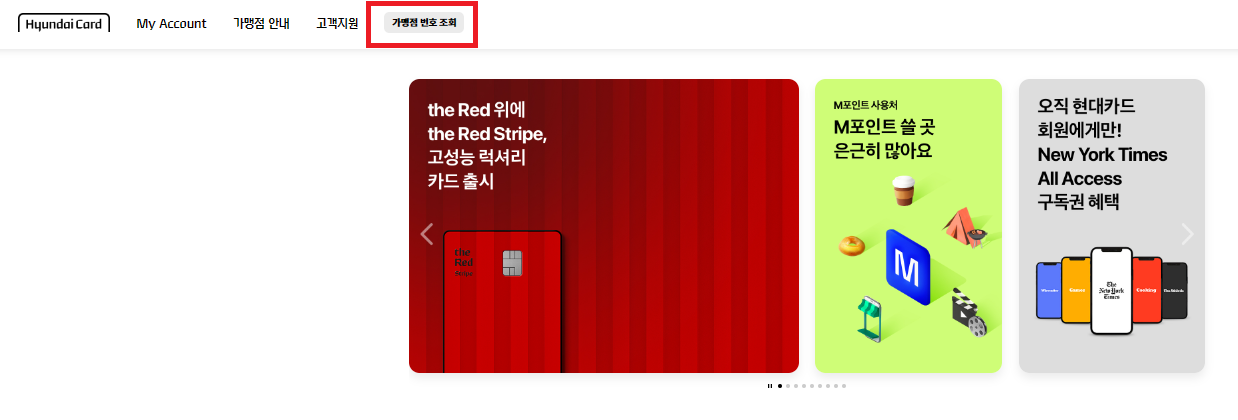 Hyundai Card
My Account
가맹점 안내
고객지원
가맹점 번호 조회
the Red 위에
the Red Stripe,
고성능 럭셔리
카드 출시
the
Red
stripe
M포인트 사용처
M포인트 쓸 곳
은근히 많아요
M
오직 현대카드
회원에게만!
New York Times
All Access
구독권 혜택
Games
The
New York
Times
Cooking